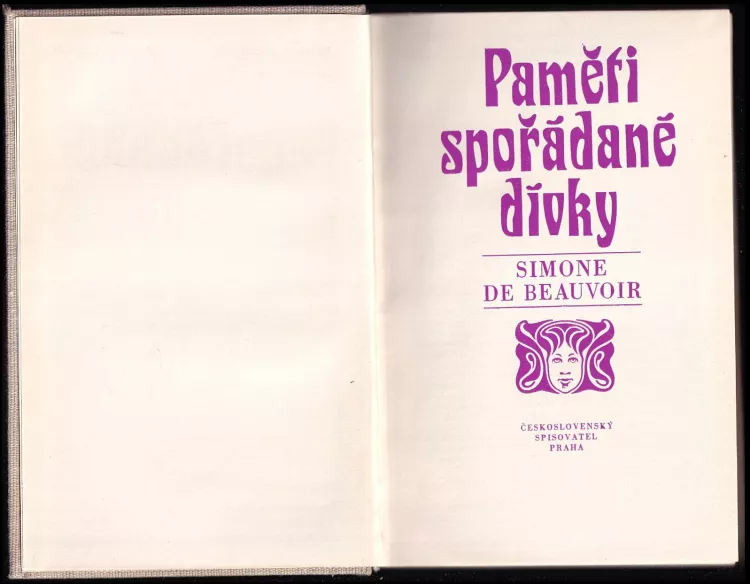 Paměti
spořádané
dívky
SIMONE
DE BEAUVOIR
ČESKOSLOVENSKÝ
SPISOVATEL
PRAHA